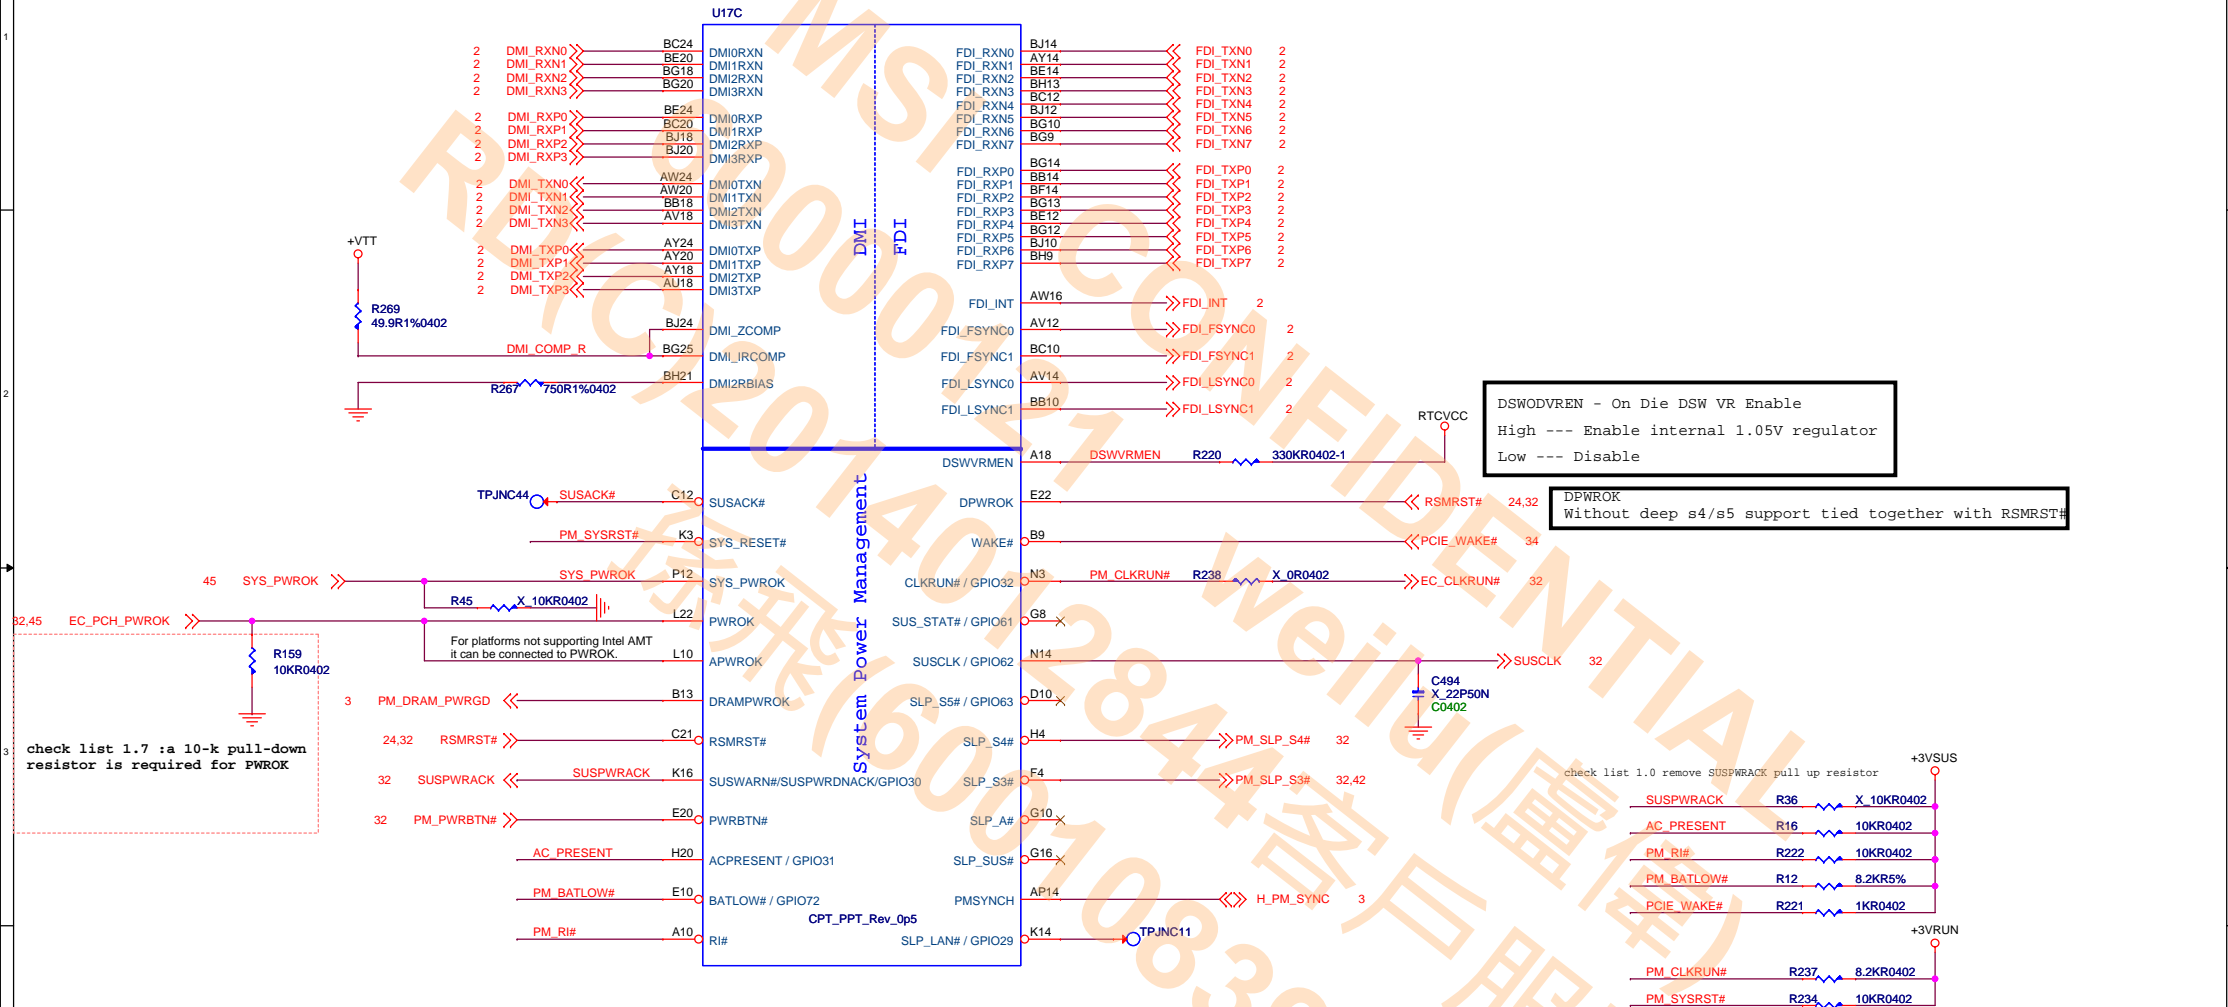 U17C
2 DMI_RXN0 BC24 DMI0RXN
2 DMI_RXN1 BE20 DMI1RXN
2 DMI_RXN2 BG18 DMI2RXN
2 DMI_RXN3 BG20 DMI3RXN
2 DMI_RXP0 BE24 DMI0RXP
2 DMI_RXP1 BC20 DMI1RXP
2 DMI_RXP2 BJ18 DMI2RXP
2 DMI_RXP3 BJ20 DMI3RXP
2 DMI_TXN0 AW24 DMI0TXN
2 DMI_TXN1 AW20 DMI1TXN
2 DMI_TXN2 BB18 DMI2TXN
2 DMI_TXN3 AV18 DMI3TXN
2 DMI_TXP0 AY24 DMI0TXP
2 DMI_TXP1 AY20 DMI1TXP
2 DMI_TXP2 AY18 DMI2TXP
2 DMI_TXP3 AU18 DMI3TXP
+VTT
R269
49.9R1%0402
BJ24 DMI_ZCOMP
DMI_COMP_R BG25 DMI_IRCOMP
R267 750R1%0402 BH21 DMI2RBIAS
DMI
FDI
FDI_RXN0 BJ14 FDI_TXN0 2
FDI_RXN1 AY14 FDI_TXN1 2
FDI_RXN2 BE14 FDI_TXN2 2
FDI_RXN3 BH13 FDI_TXN3 2
FDI_RXN4 BC12 FDI_TXN4 2
FDI_RXN5 BJ12 FDI_TXN5 2
FDI_RXN6 BG10 FDI_TXN6 2
FDI_RXN7 BG9 FDI_TXN7 2
FDI_RXP0 BG14 FDI_TXP0 2
FDI_RXP1 BB14 FDI_TXP1 2
FDI_RXP2 BF14 FDI_TXP2 2
FDI_RXP3 BG13 FDI_TXP3 2
FDI_RXP4 BE12 FDI_TXP4 2
FDI_RXP5 BG12 FDI_TXP5 2
FDI_RXP6 BJ10 FDI_TXP6 2
FDI_RXP7 BH9 FDI_TXP7 2
FDI_INT AW16 FDI_INT 2
FDI_FSYNC0 AV12 FDI_FSYNC0 2
FDI_FSYNC1 BC10 FDI_FSYNC1 2
FDI_LSYNC0 AV14 FDI_LSYNC0 2
FDI_LSYNC1 BB10 FDI_LSYNC1 2
RTCVCC
DSWODVREN - On Die DSW VR Enable
High --- Enable internal 1.05V regulator
Low --- Disable
DSWVRMEN A18 DSWVRMEN R220 330KR0402-1
DPWROK E22 RSMRST# 24,32
DPWROK
Without deep s4/s5 support tied together with RSMRST#
WAKE# B9 PCIE_WAKE# 34
CLKRUN# / GPIO32 N3 PM_CLKRUN# R238 X_0R0402 EC_CLKRUN# 32
SUS_STAT# / GPIO61 G8
SUSCLK / GPIO62 N14 SUSCLK 32
C494
X_22P50N
C0402
SLP_S5# / GPIO63 D10
SLP_S4# H4 PM_SLP_S4# 32
SLP_S3# F4 PM_SLP_S3# 32,42
SLP_A# G10
SLP_SUS# G16
PMSYNCH AP14 H_PM_SYNC 3
SLP_LAN# / GPIO29 K14 TPJNC11
System Power Management
TPJNC44 SUSACK# C12 SUSACK#
PM_SYSRST# K3 SYS_RESET#
45 SYS_PWROK SYS_PWROK P12 SYS_PWROK
R45 X_10KR0402
32,45 EC_PCH_PWROK L22 PWROK
For platforms not supporting Intel AMT
it can be connected to PWROK.
R159
10KR0402
L10 APWROK
3 PM_DRAM_PWRGD B13 DRAMPWROK
24,32 RSMRST# C21 RSMRST#
check list 1.7 :a 10-k pull-down
resistor is required for PWROK
32 SUSPWRACK SUSPWRACK K16 SUSWARN#/SUSPWRDNACK/GPIO30
32 PM_PWRBTN# E20 PWRBTN#
AC_PRESENT H20 ACPRESENT / GPIO31
PM_BATLOW# E10 BATLOW# / GPIO72
CPT_PPT_Rev_0p5
PM_RI# A10 RI#
+3VSUS
check list 1.0 remove SUSPWRACK pull up resistor
SUSPWRACK R36 X_10KR0402
AC_PRESENT R16 10KR0402
PM_RI# R222 10KR0402
PM_BATLOW# R12 8.2KR5%
PCIE_WAKE# R221 1KR0402
+3VRUN
PM_CLKRUN# R237 8.2KR0402
PM_SYSRST# R234 10KR0402
1
2
3
MSI CONFIDENTIAL